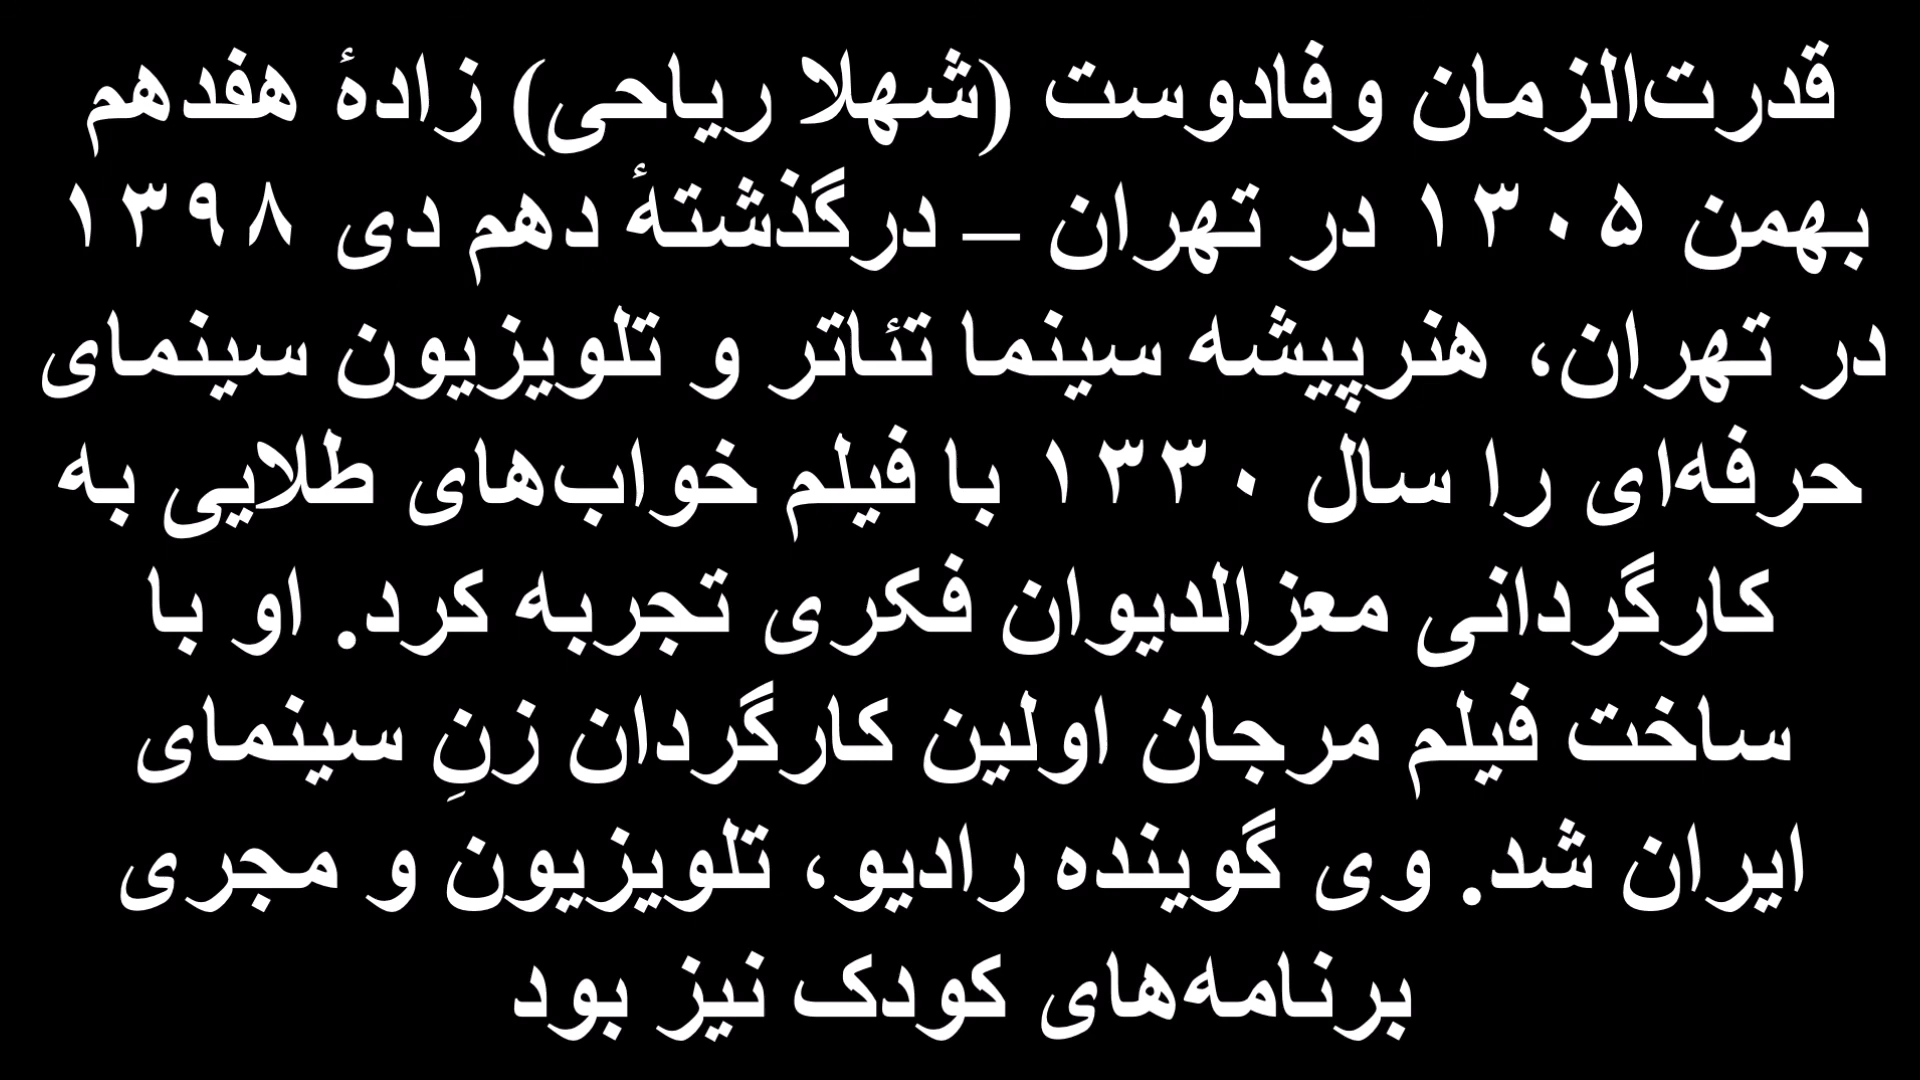 قدرت‌الزمان وفادوست (شهلا ریاحی) زادهٔ هفدهم
بهمن ۱۳۰۵ در تهران – درگذشتهٔ دهم دی ۱۳۹۸
در تهران، هنرپیشه سینما تئاتر و تلویزیون سینمای
حرفه‌ای را سال ۱۳۳۰ با فیلم خواب‌های طلایی به
کارگردانی معزالدیوان فکری تجربه کرد. او با
ساخت فیلم مرجان اولین کارگردان زنِ سینمای
ایران شد. وی گوینده رادیو، تلویزیون و مجری
برنامه‌های کودک نیز بود